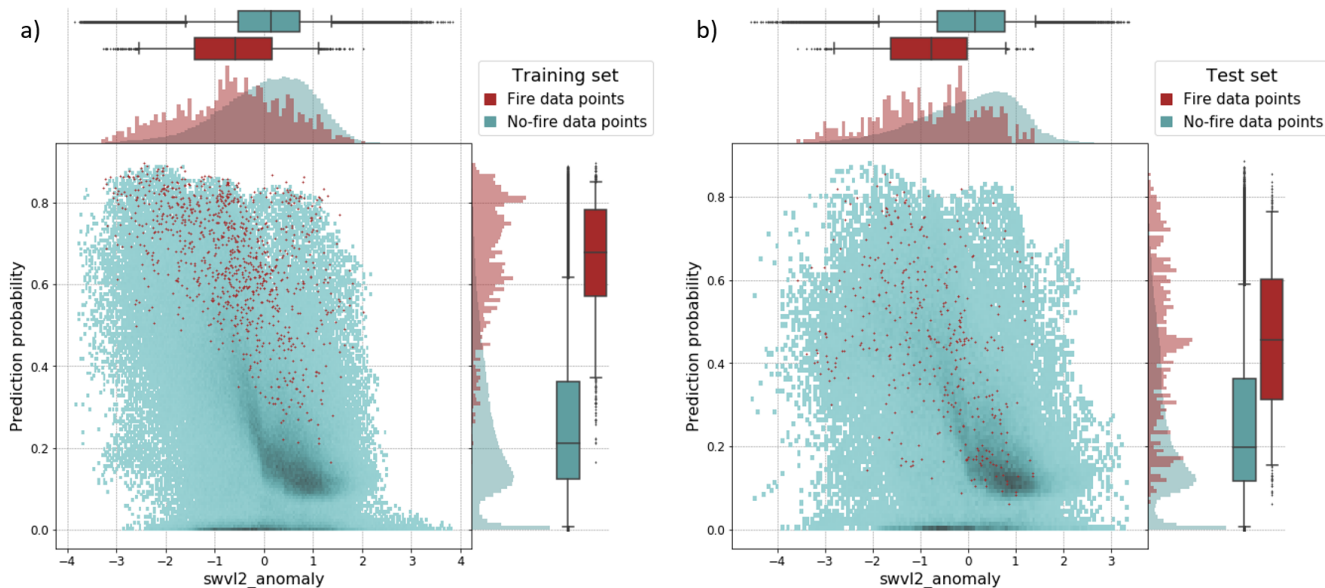 a)
Training set
Fire data points
No-fire data points
Prediction probability
0.8
0.6
0.4
0.2
0.0
−4 −3 −2 −1 0 1 2 3 4
swvl2_anomaly
b)
Test set
Fire data points
No-fire data points
Prediction probability
0.8
0.6
0.4
0.2
0.0
−4 −3 −2 −1 0 1 2 3
swvl2_anomaly